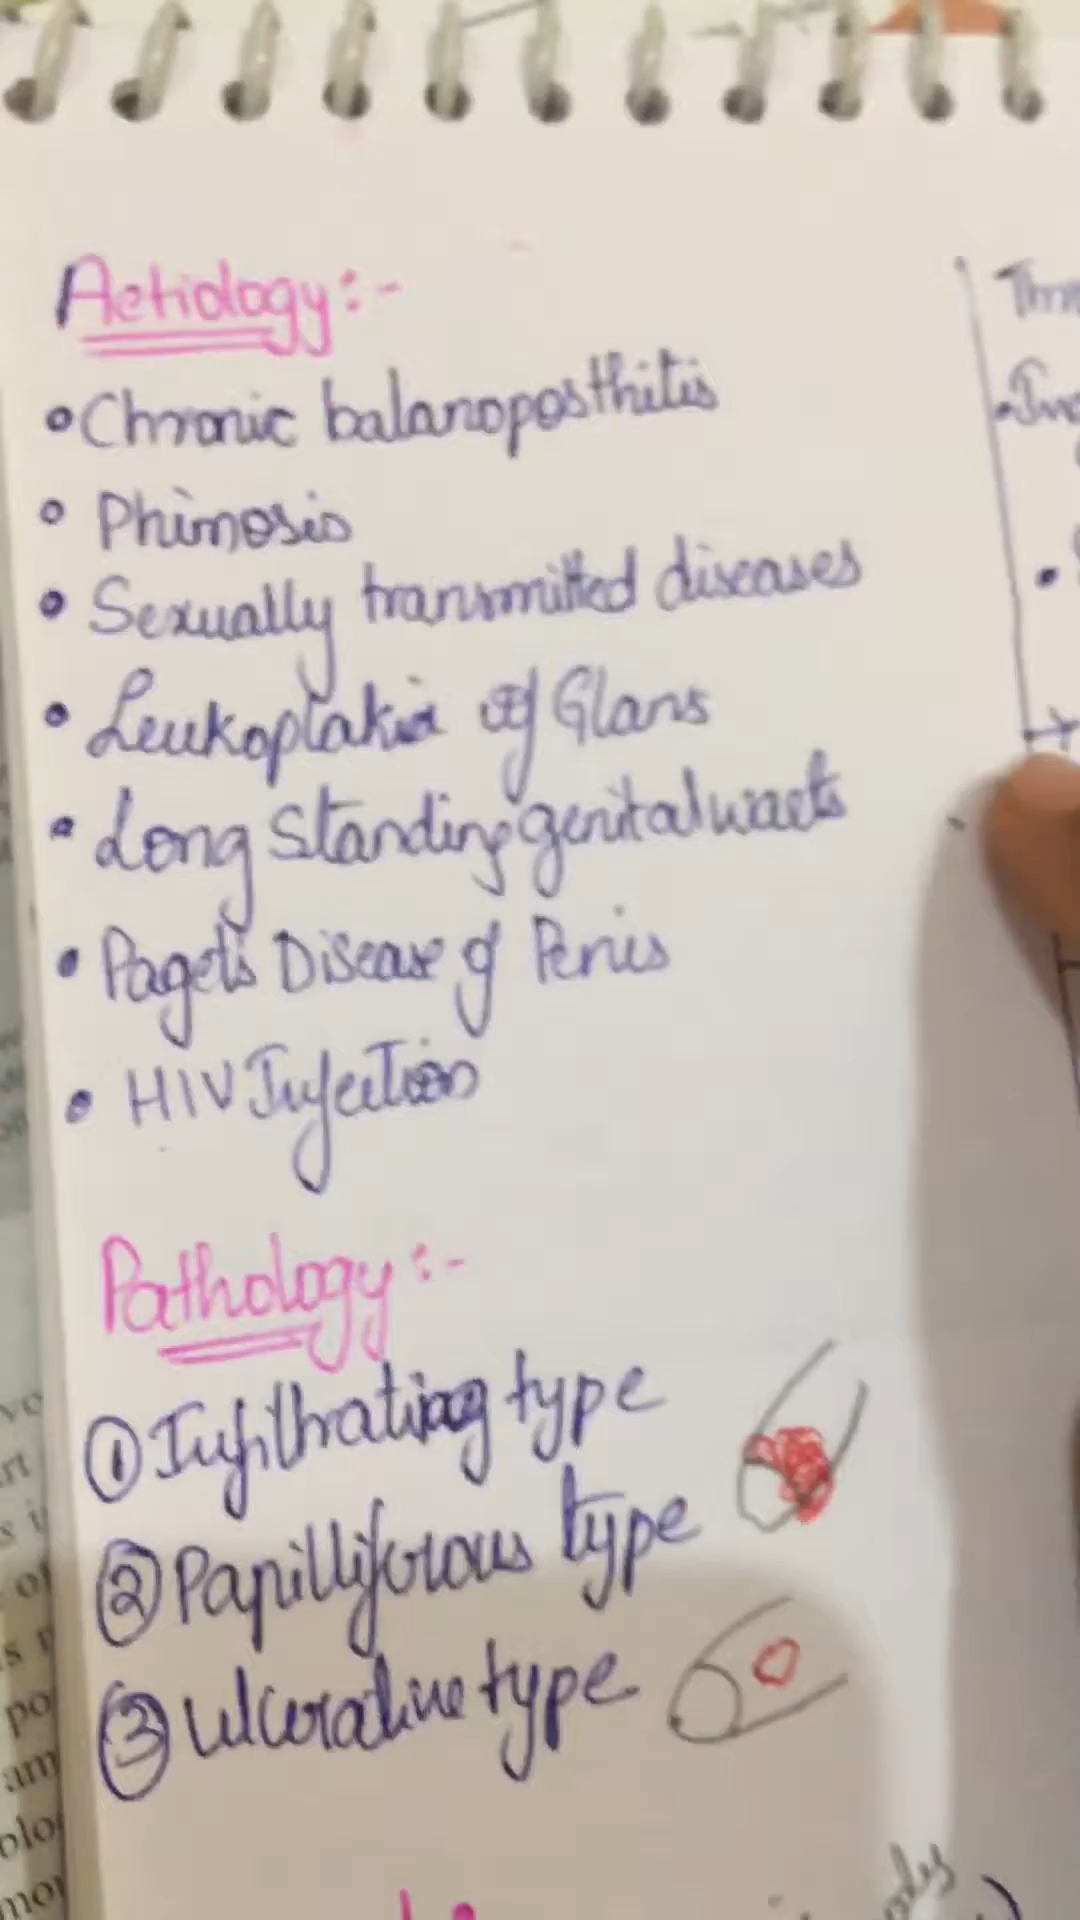 Aetiology:-
• Chronic balanoposthitis
• Phimosis
• Sexually transmitted diseases
• Leukoplakia of Glans
• Long Standing genital warts
• Paget's Disease of Penis
• HIV Infection
Pathology:-
① Infilthrating type
② Papilliferous type
③ Ulcerative type